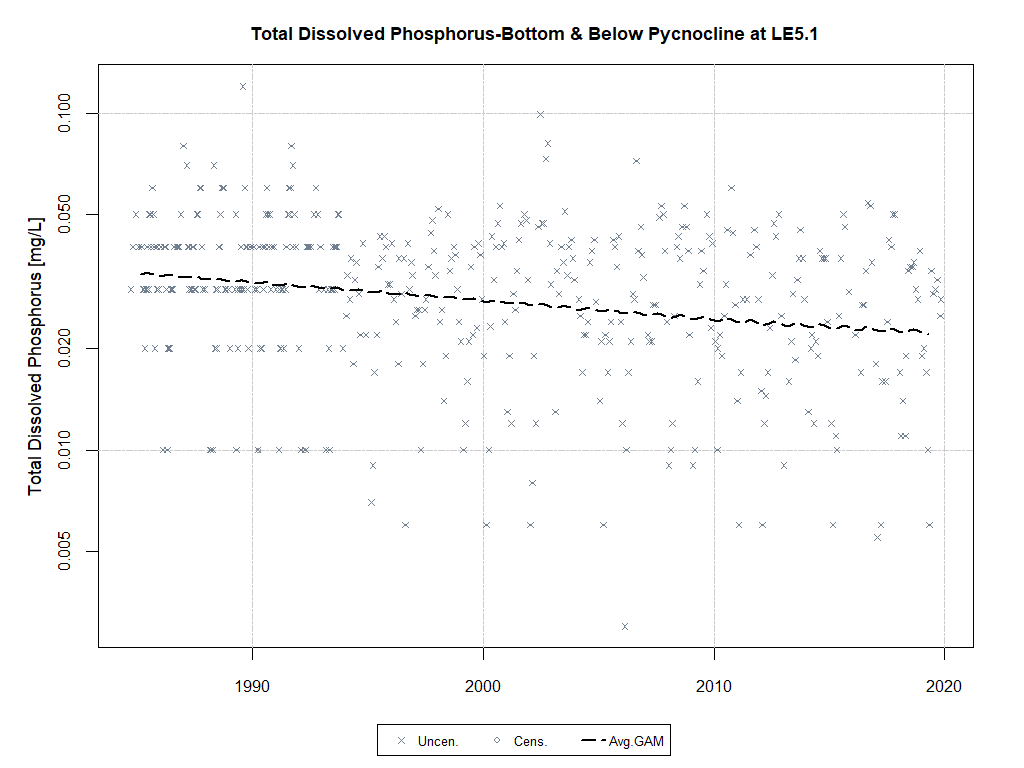 Total Dissolved Phosphorus-Bottom & Below Pycnocline at LE5.1
Total Dissolved Phosphorus [mg/L]
0.100
0.050
0.020
0.010
0.005
1990 2000 2010 2020
Uncen. Cens. Avg.GAM